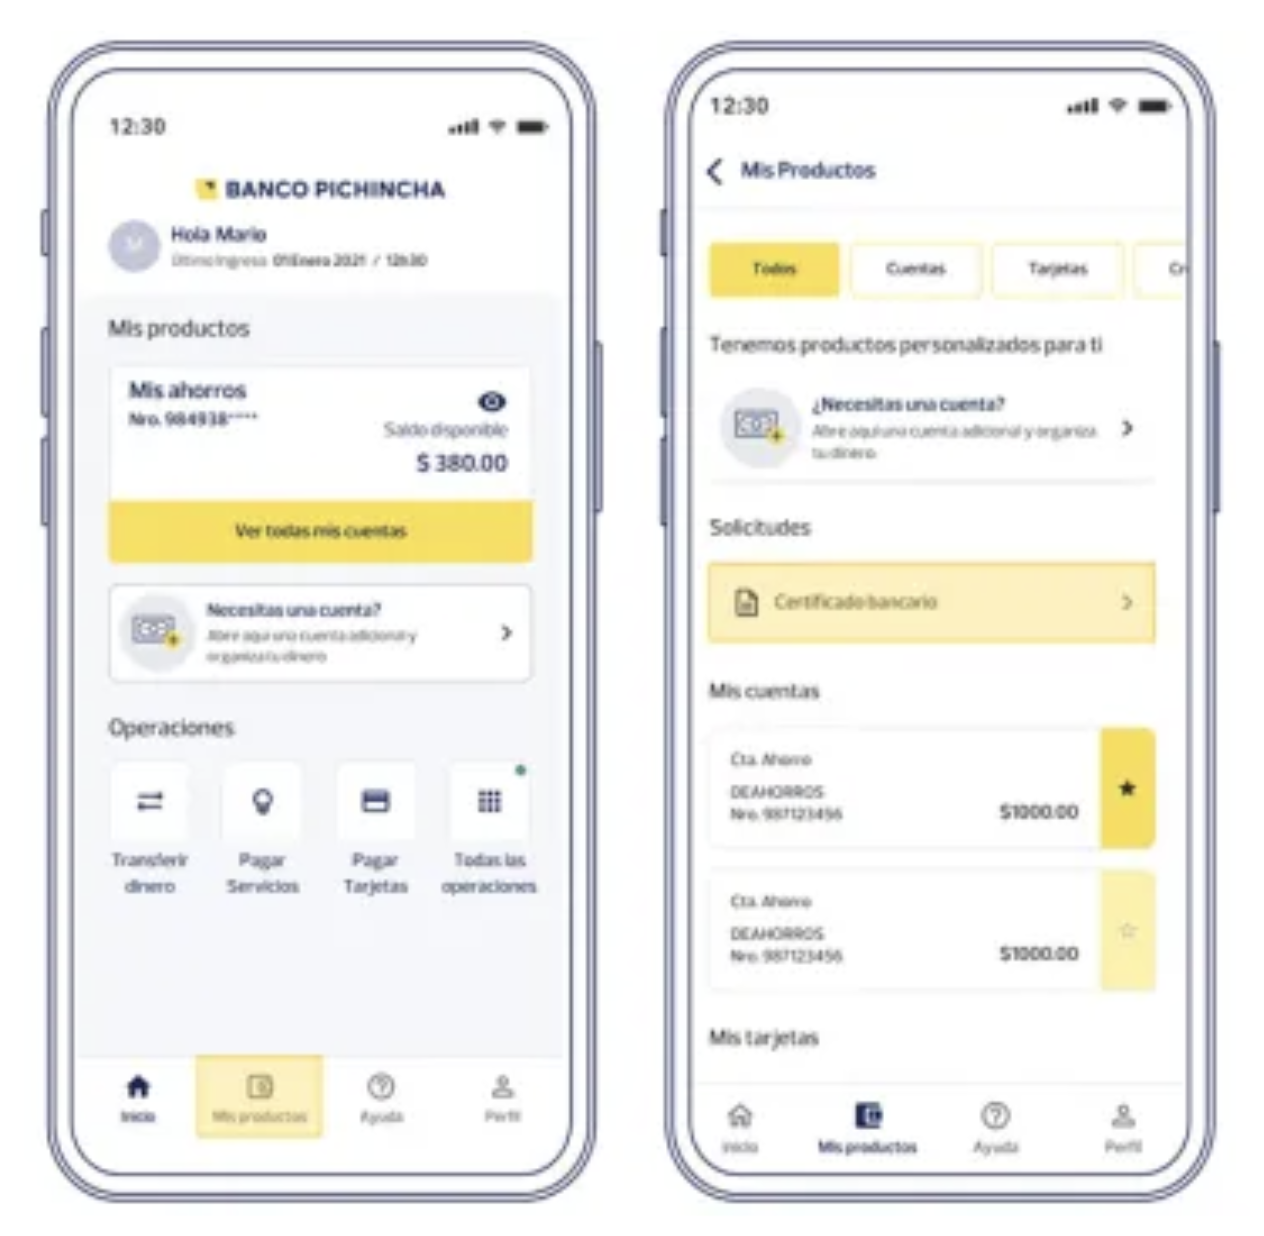 12:30
BANCO PICHINCHA
M
Hola Mario
Último ingreso: 01 Enero 2021 / 12h30
Mis productos
Mis ahorros
Nro. 984938****
Saldo disponible
$ 380.00
Ver todas mis cuentas
Necesitas una cuenta?
Abre aquí una cuenta adicional y
organiza tu dinero
Operaciones
Transferir
dinero
Pagar
Servicios
Pagar
Tarjetas
Todas las
operaciones
Inicio
Mis productos
Ayuda
Perfil
12:30
Mis Productos
Todos
Cuentas
Tarjetas
Cr
Tenemos productos personalizados para ti
¿Necesitas una cuenta?
Abre aquí una cuenta adicional y organiza
tu dinero.
Solicitudes
Certificado bancario
Mis cuentas
Cta. Ahorro
DEAHORROS
Nro. 987123456
$1000.00
Cta. Ahorro
DEAHORROS
Nro. 987123456
$1000.00
Mis tarjetas
Inicio
Mis productos
Ayuda
Perfil